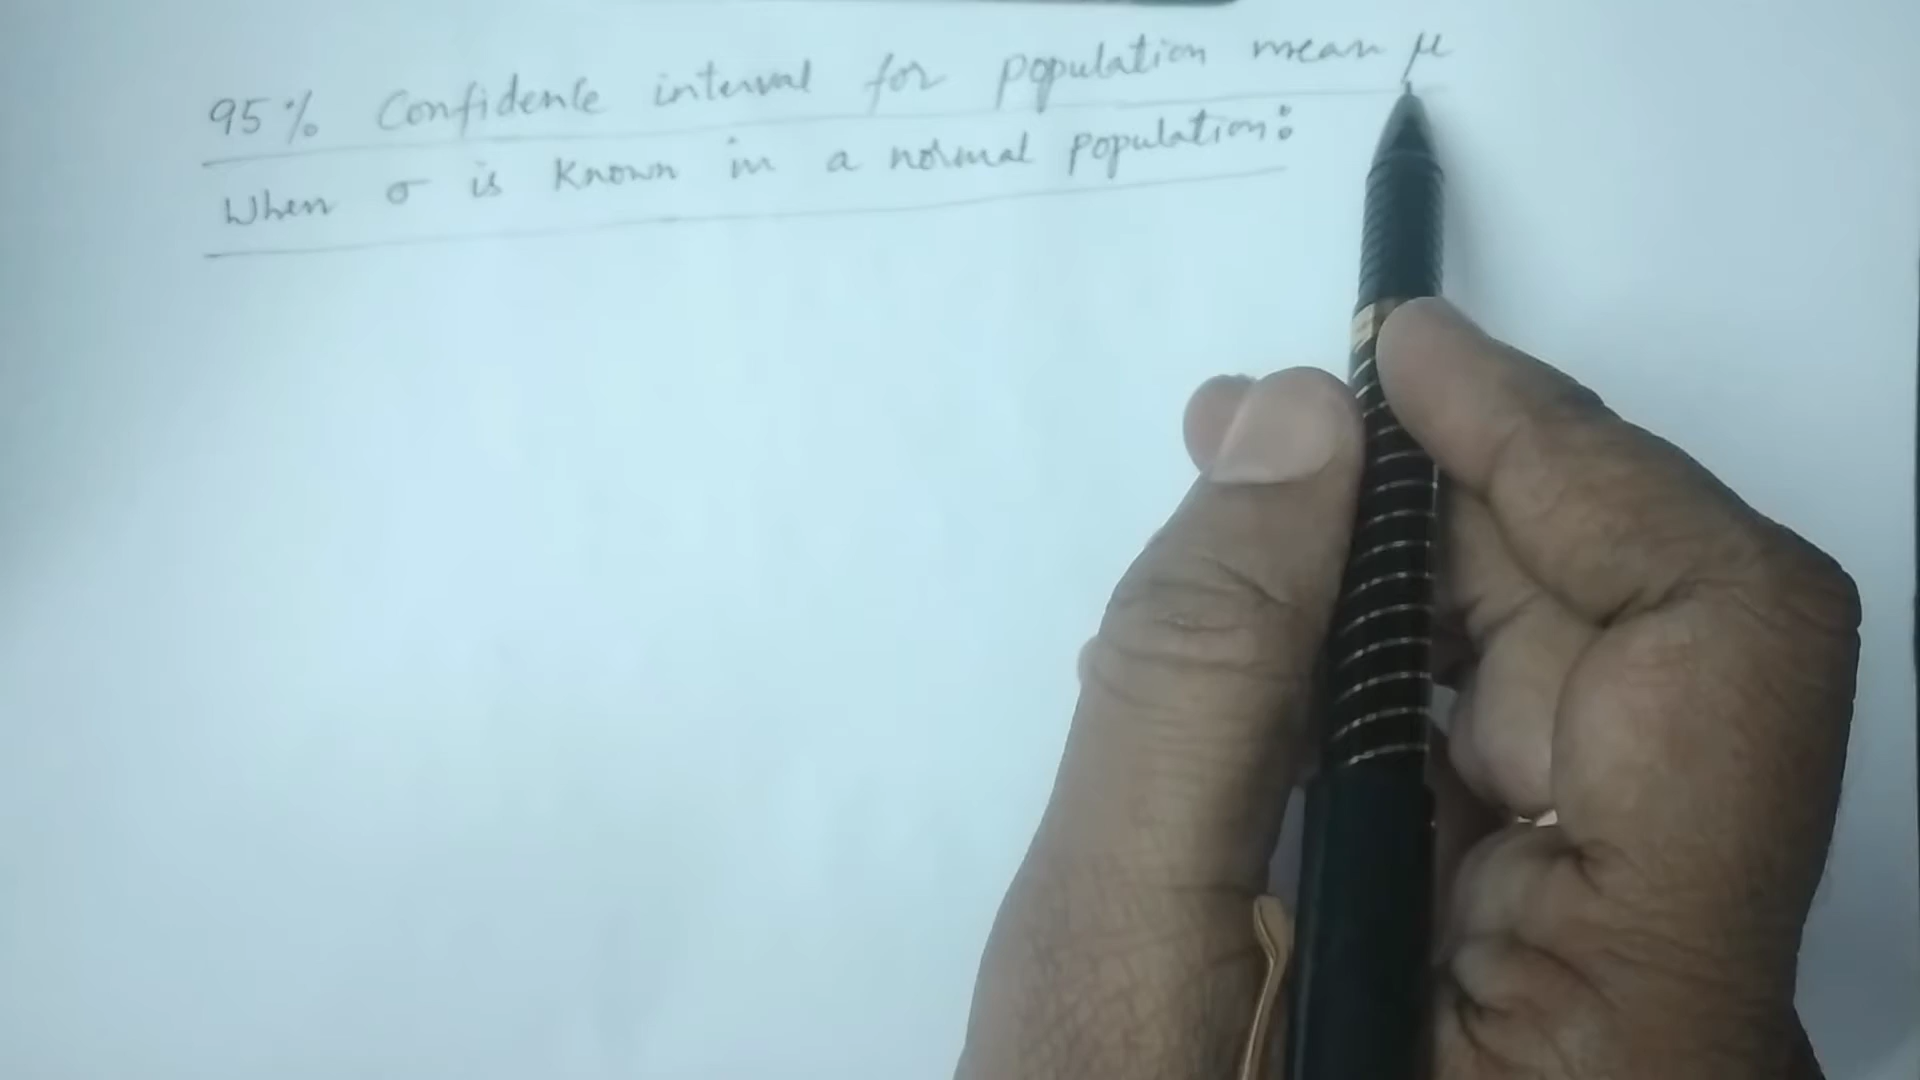 95% Confidence interval for population mean μ
When σ is known in a normal population: